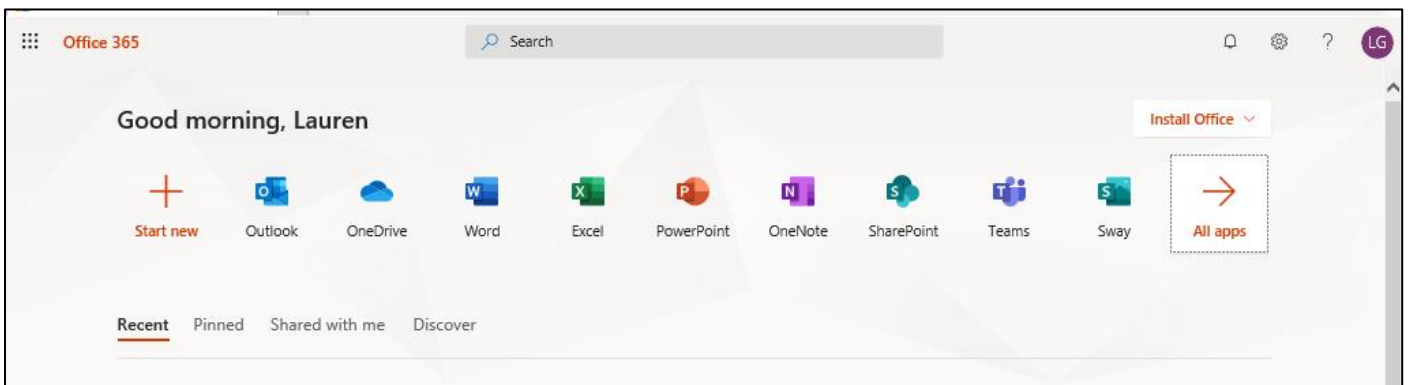 Office 365
Search
?
LG
Good morning, Lauren
Install Office
Start new
Outlook
OneDrive
Word
Excel
PowerPoint
OneNote
SharePoint
Teams
Sway
All apps
Recent Pinned Shared with me Discover